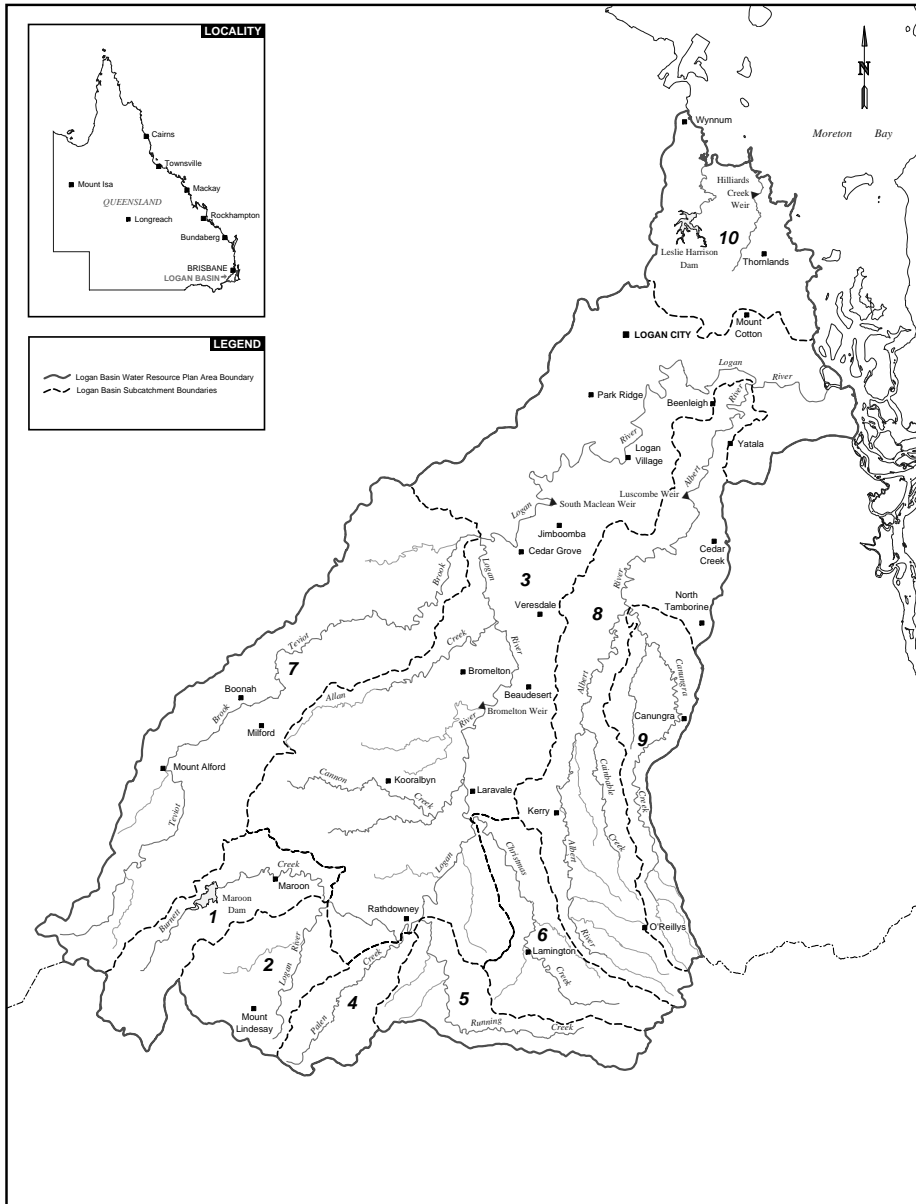 LOCALITY
Cairns
Townsville
Mount Isa
Mackay
QUEENSLAND
Longreach
Rockhampton
Bundaberg
BRISBANE
LOGAN BASIN
LEGEND
Logan Basin Water Resource Plan Area Boundary
Logan Basin Subcatchment Boundaries
N
Wynnum
Moreton Bay
Hilliards
Creek
Weir
10
Leslie Harrison
Dam
Thornlands
Mount
Cotton
LOGAN CITY
Logan
River
Park Ridge
Beenleigh
River
River
Logan
Village
Yatala
Albert
Luscombe Weir
South Maclean Weir
Logan
Jimboomba
Cedar Grove
Cedar
Creek
Brook
Logan
3
River
8
North
Tamborine
Veresdale
Teviot
Creek
River
7
Allan
Bromelton
Albert
Canungra
Boonah
Beaudesert
Brook
River
Bromelton Weir
Canungra
Milford
9
Mount Alford
Cannon
Kooralbyn
Cainbable
Creek
Laravale
Creek
Kerry
Teviot
Creek
Albert
Christmas
Logan
Creek
Maroon
Maroon
Dam
Burnett
1
Rathdowney
River
O'Reillys
6
Lamington
River
Creek
2
Logan River
Creek
Mount
Lindesay
4
Palen
5
Running
Creek